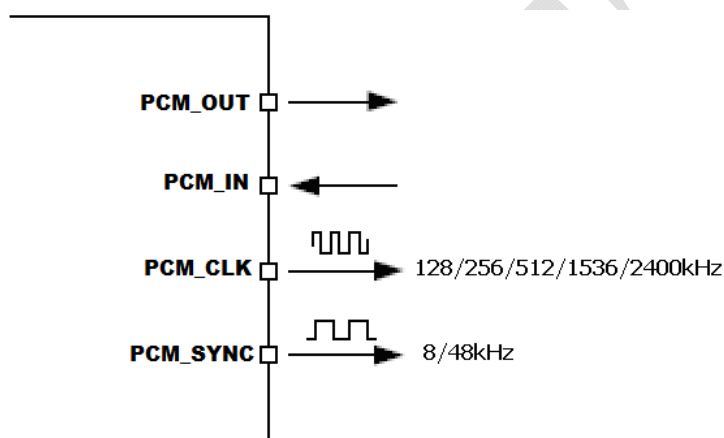 PCM_OUT
PCM_IN
PCM_CLK 128/256/512/1536/2400kHz
PCM_SYNC 8/48kHz